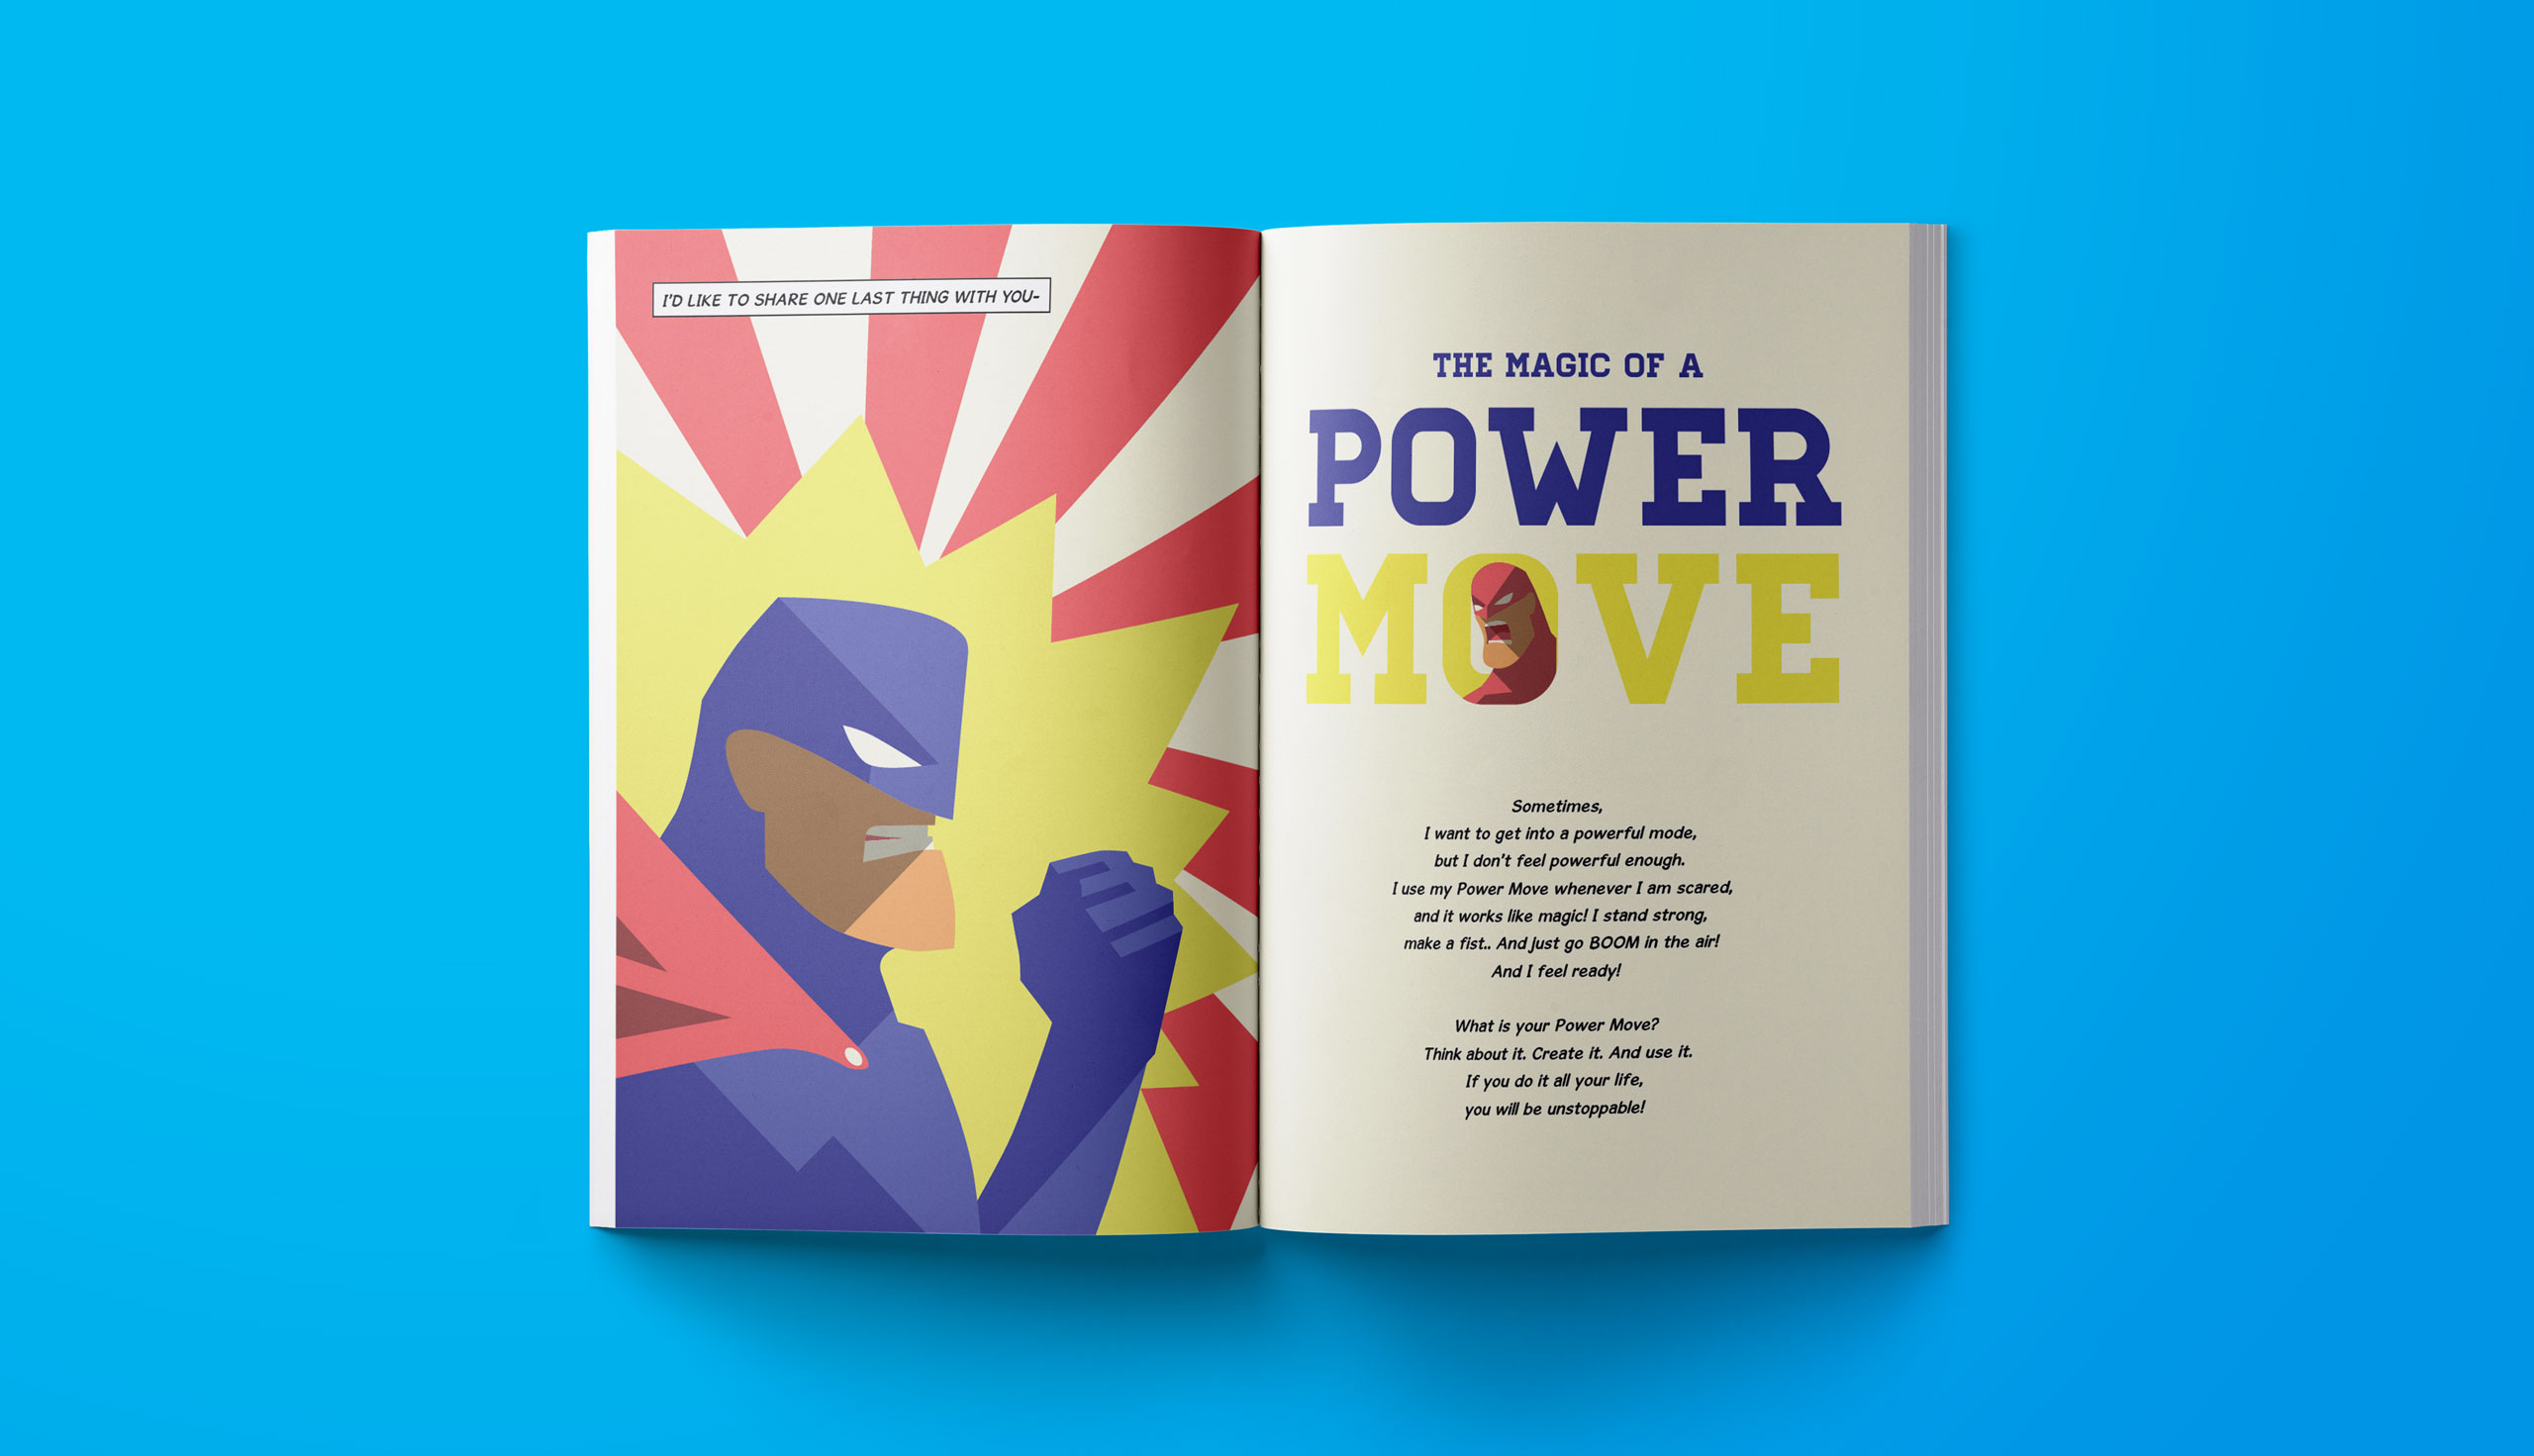 I'D LIKE TO SHARE ONE LAST THING WITH YOU-
THE MAGIC OF A
POWER
MOVE
Sometimes,
I want to get into a powerful mode,
but I don't feel powerful enough.
I use my Power Move whenever I am scared,
and it works like magic! I stand strong,
make a fist.. And just go BOOM in the air!
And I feel ready!
What is your Power Move?
Think about it. Create it. And use it.
If you do it all your life,
you will be unstoppable!